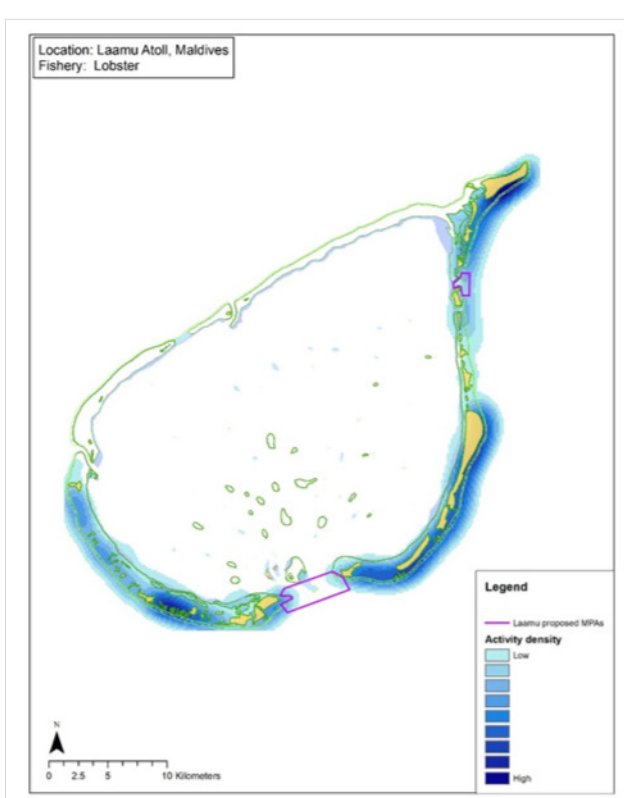 Location: Laamu Atoll, Maldives
Fishery: Lobster
Legend
Laamu proposed MPAs
Activity density
Low
High
N
0 2.5 5 10 Kilometers